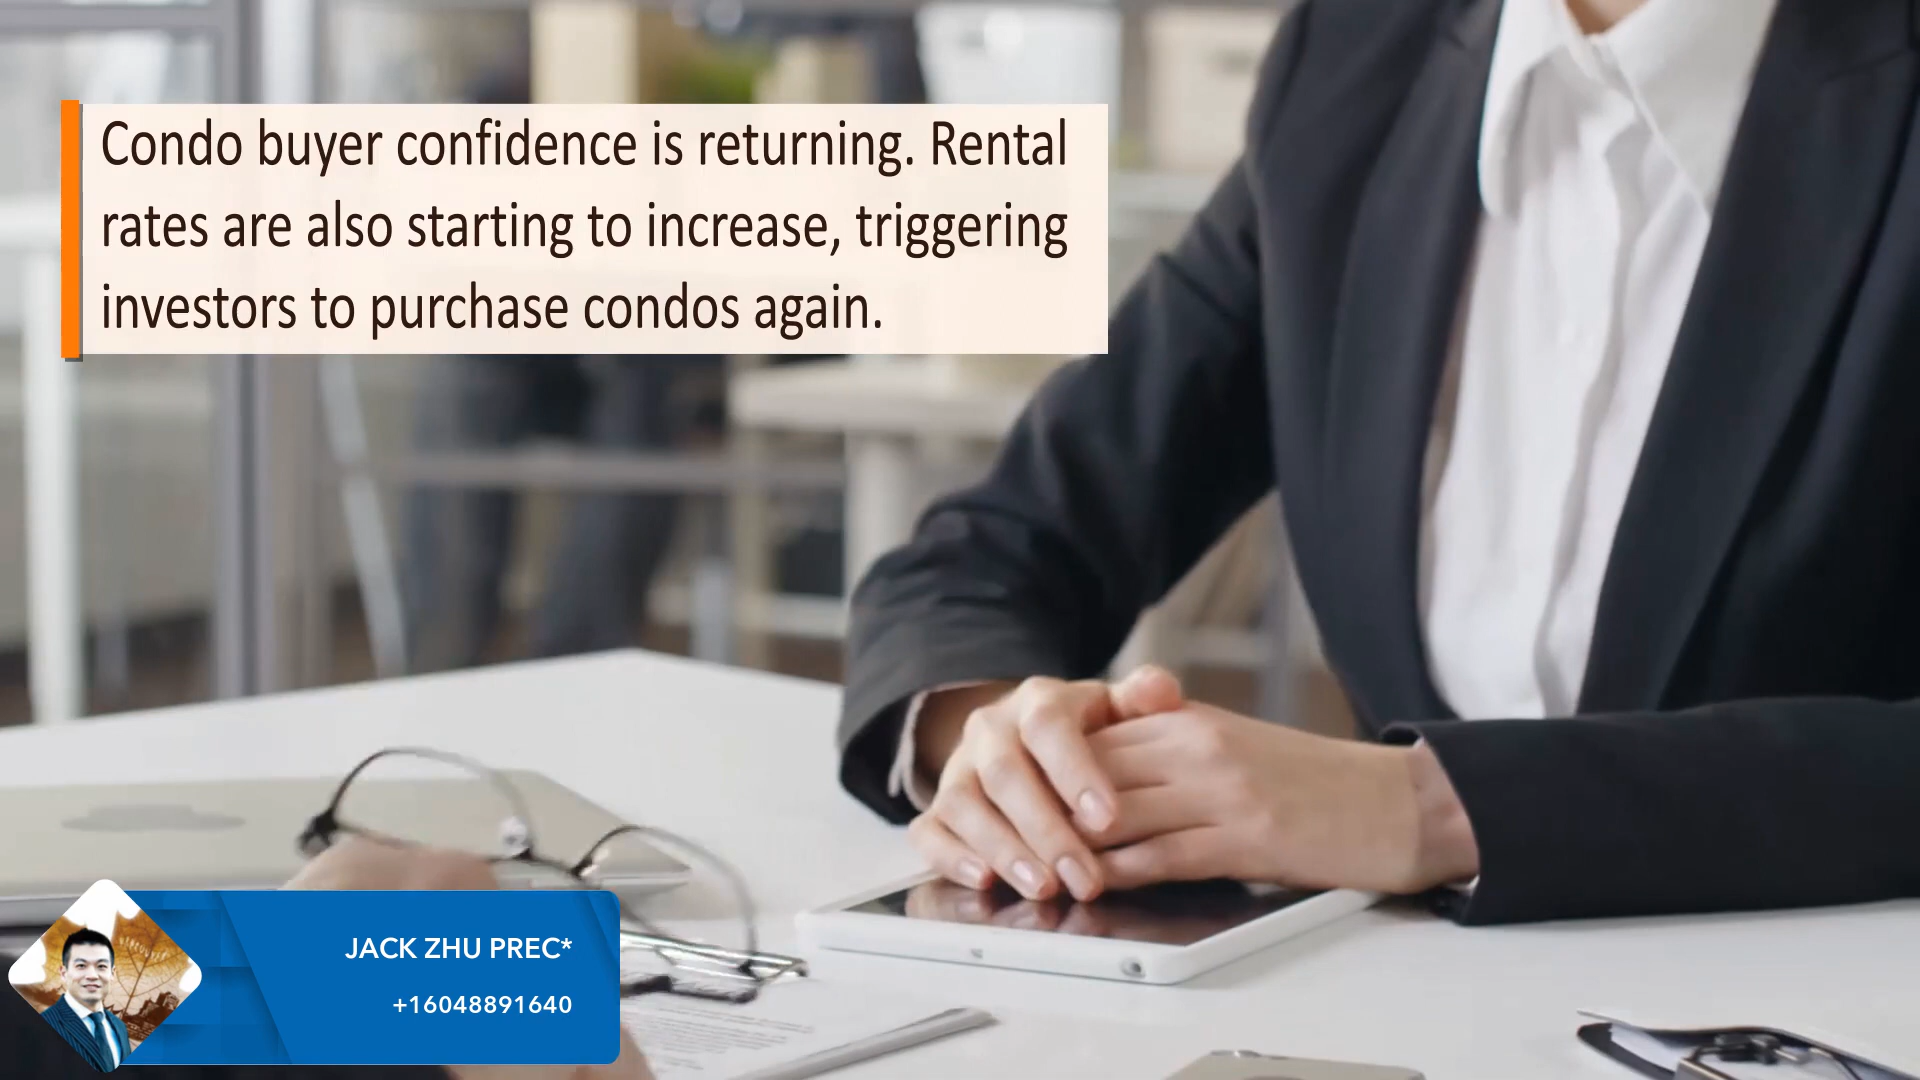 Condo buyer confidence is returning. Rental
rates are also starting to increase, triggering
investors to purchase condos again.
JACK ZHU PREC*
+16048891640